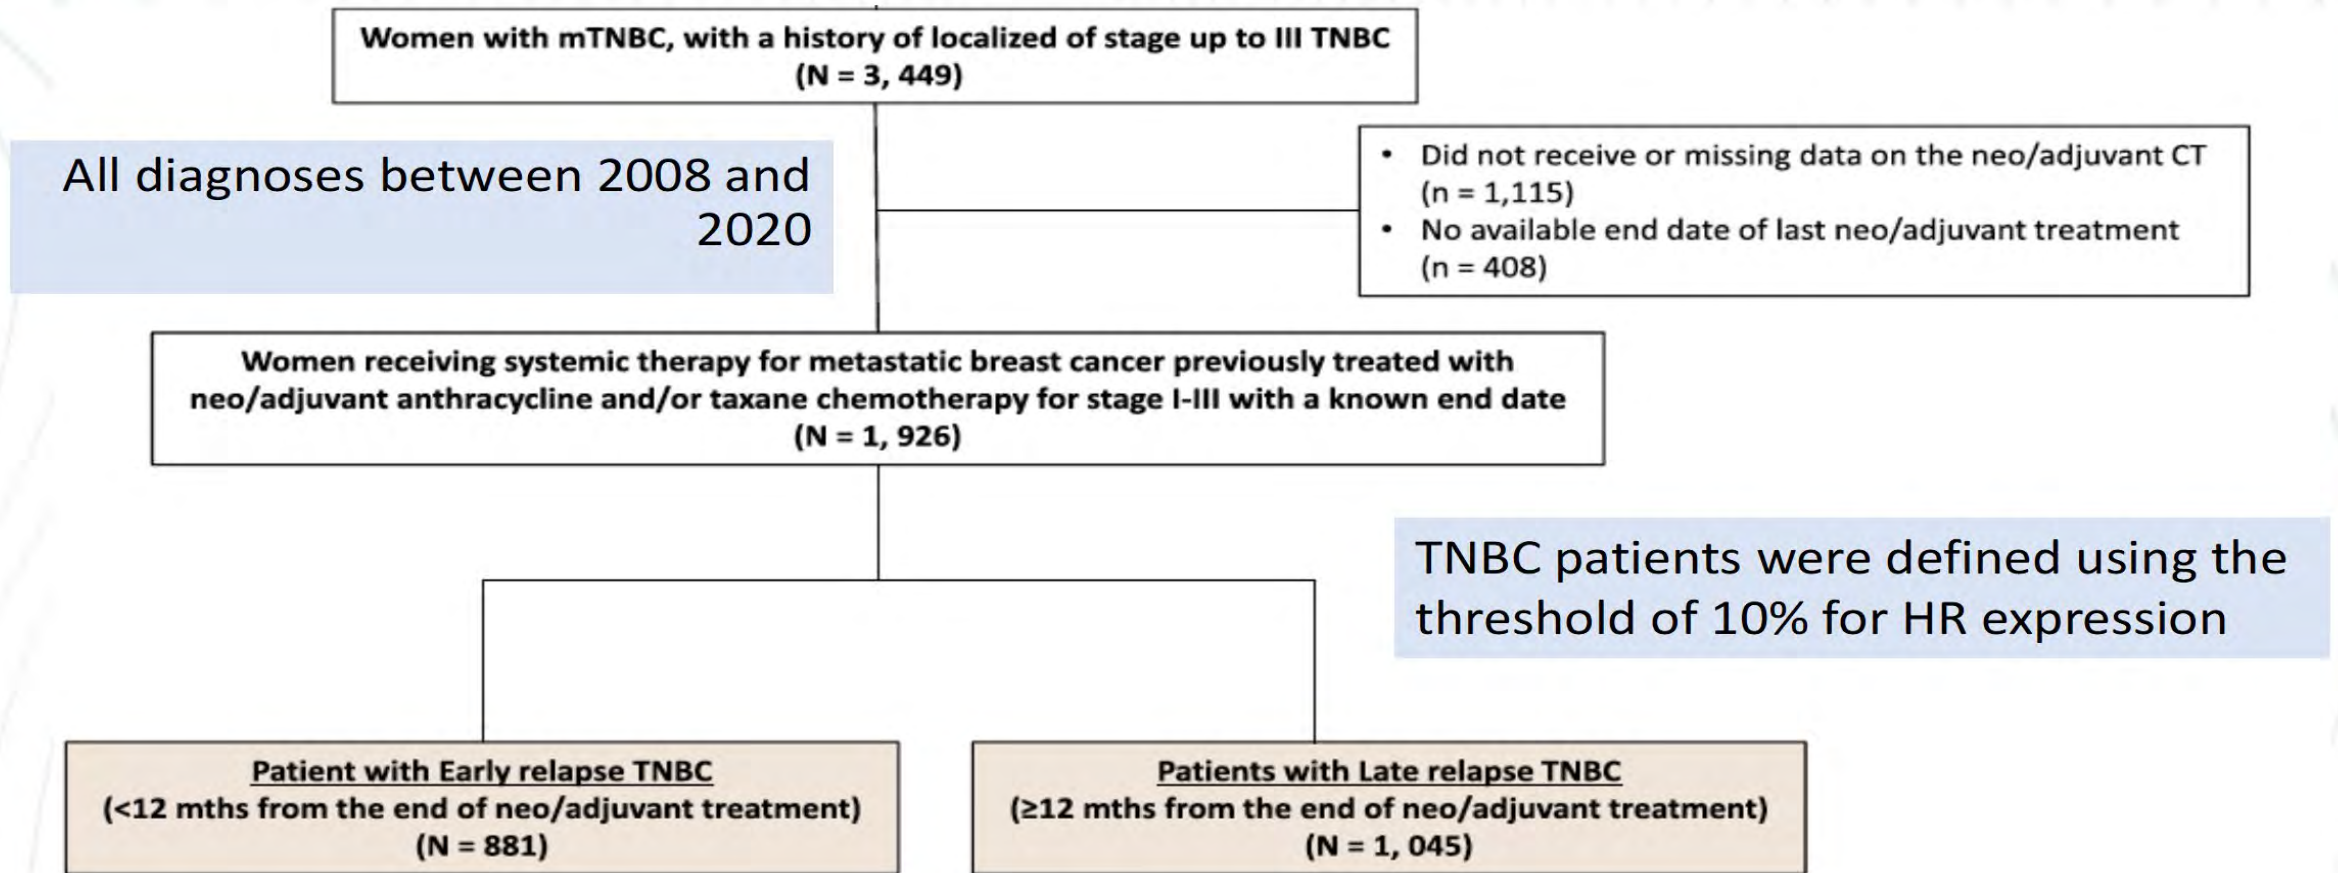 Women with mTNBC, with a history of localized of stage up to III TNBC
(N = 3, 449)
All diagnoses between 2008 and
2020
• Did not receive or missing data on the neo/adjuvant CT
(n = 1,115)
• No available end date of last neo/adjuvant treatment
(n = 408)
Women receiving systemic therapy for metastatic breast cancer previously treated with
neo/adjuvant anthracycline and/or taxane chemotherapy for stage I-III with a known end date
(N = 1, 926)
TNBC patients were defined using the
threshold of 10% for HR expression
Patient with Early relapse TNBC
(<12 mths from the end of neo/adjuvant treatment)
(N = 881)
Patients with Late relapse TNBC
(≥12 mths from the end of neo/adjuvant treatment)
(N = 1, 045)